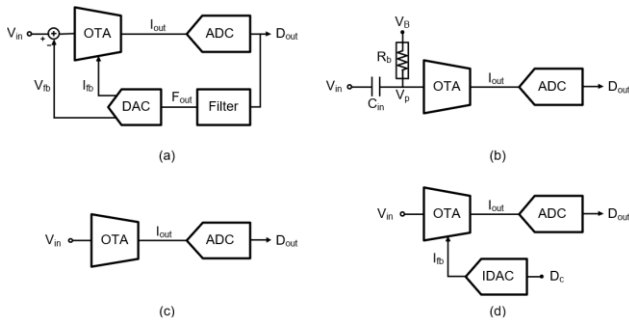 V_in + − OTA I_out ADC D_out
V_fb I_fb DAC F_out Filter
(a)
V_B
R_b
V_in C_in V_p OTA I_out ADC D_out
(b)
V_in OTA I_out ADC D_out
(c)
V_in OTA I_out ADC D_out
I_fb IDAC D_c
(d)